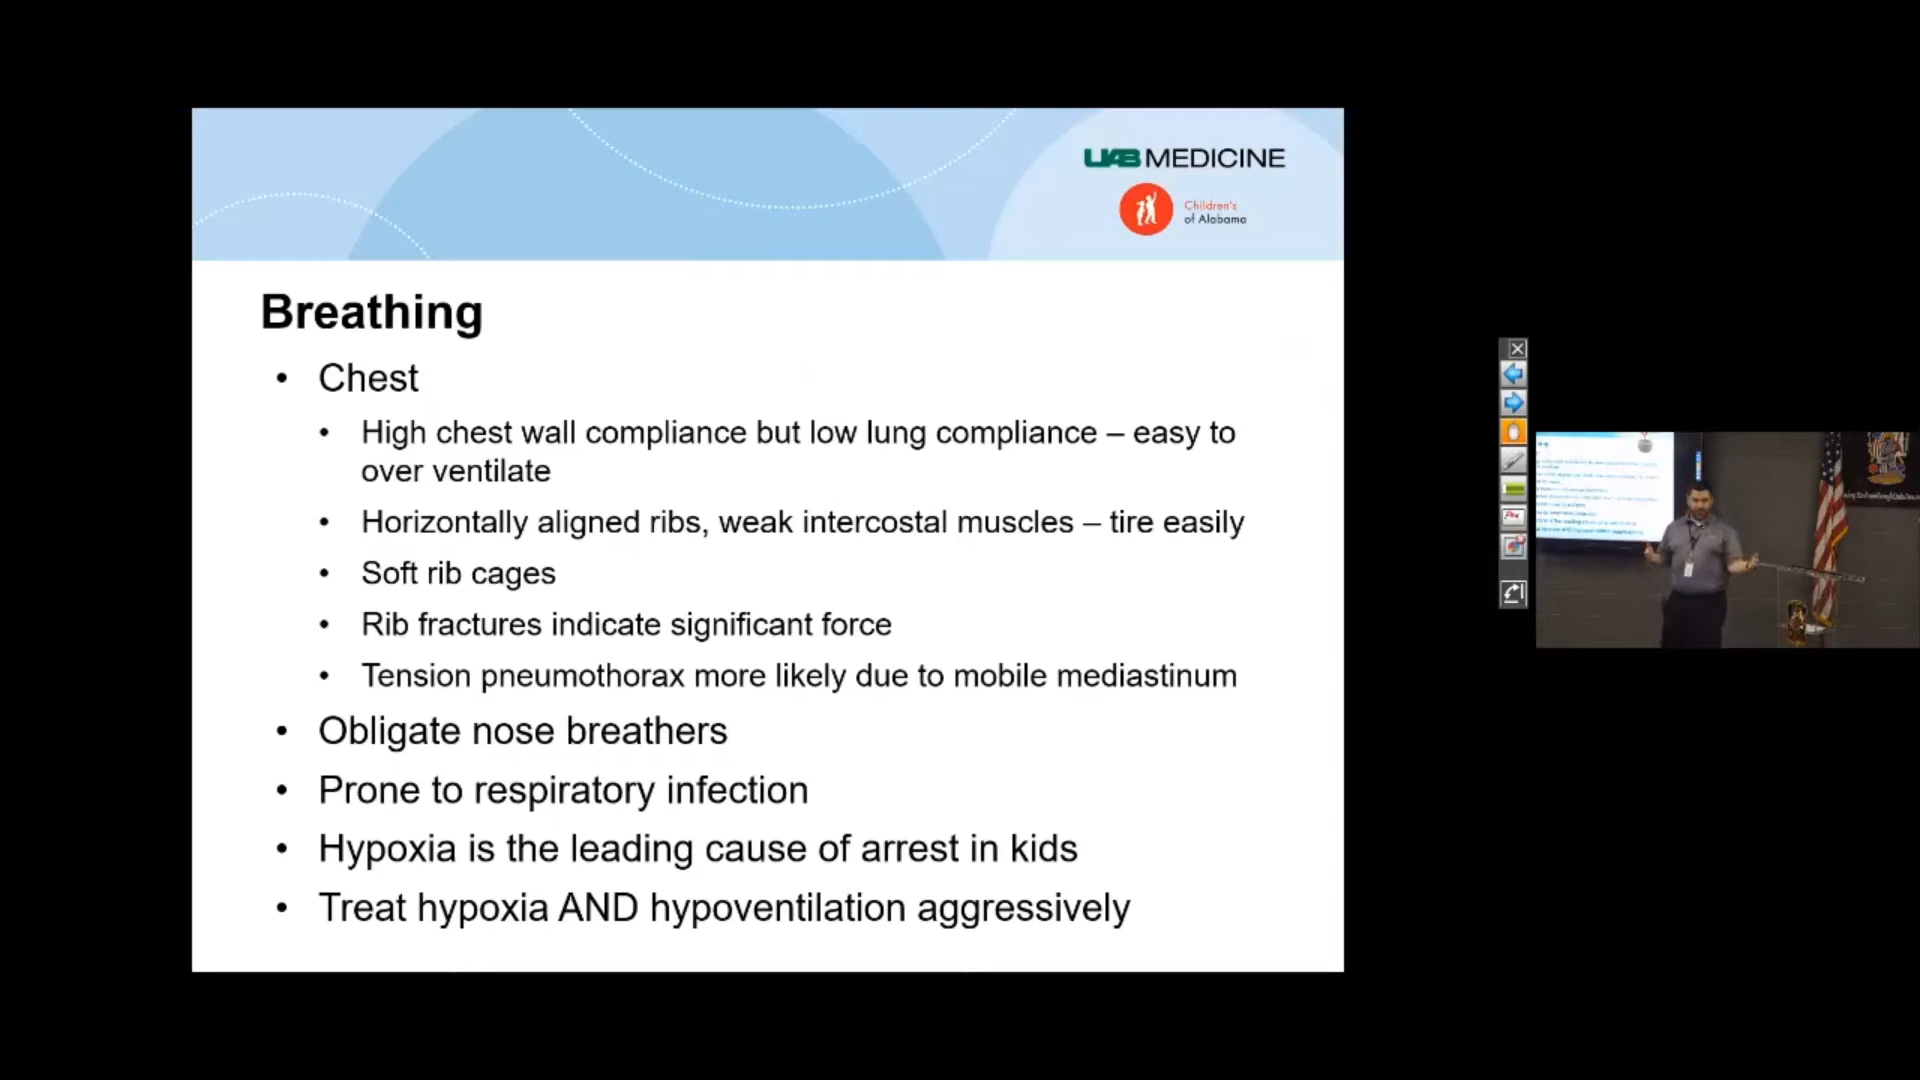 UAB MEDICINE
Children's
of Alabama
Breathing
• Chest
• High chest wall compliance but low lung compliance – easy to
over ventilate
• Horizontally aligned ribs, weak intercostal muscles – tire easily
• Soft rib cages
• Rib fractures indicate significant force
• Tension pneumothorax more likely due to mobile mediastinum
• Obligate nose breathers
• Prone to respiratory infection
• Hypoxia is the leading cause of arrest in kids
• Treat hypoxia AND hypoventilation aggressively